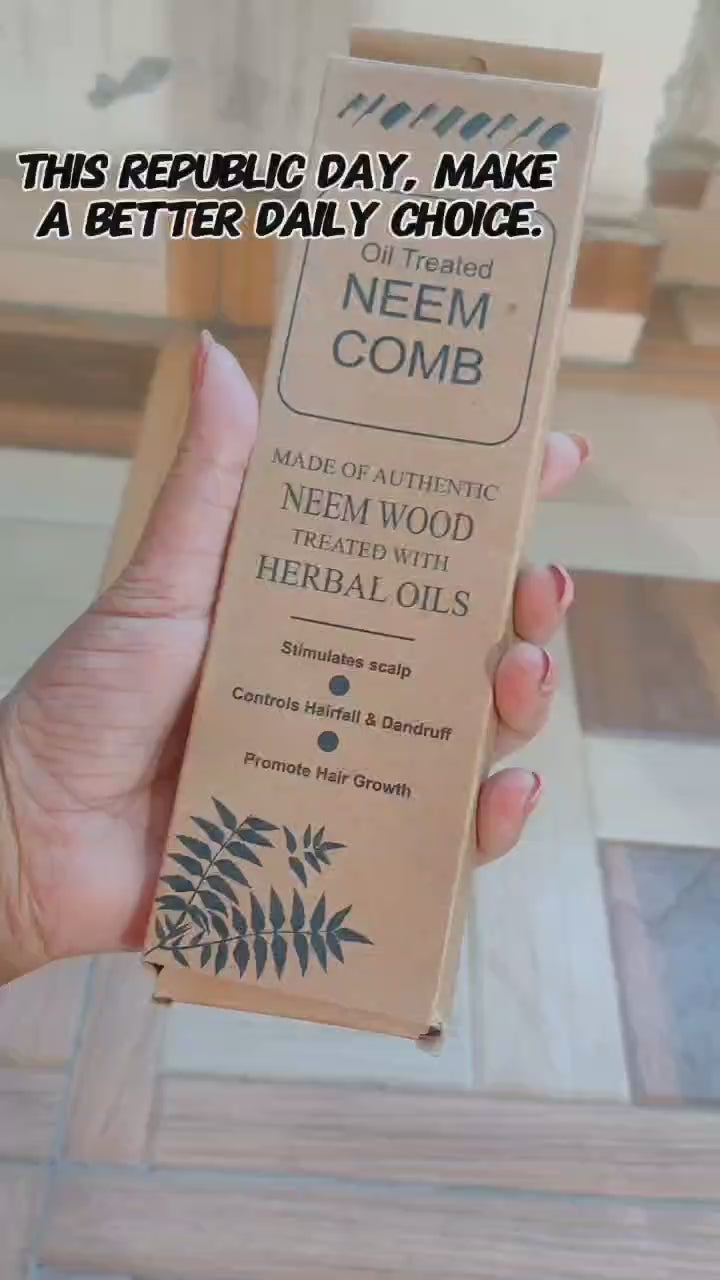 THIS REPUBLIC DAY, MAKE
A BETTER DAILY CHOICE.
Oil Treated
NEEM
COMB
MADE OF AUTHENTIC
NEEM WOOD
TREATED WITH
HERBAL OILS
Stimulates scalp
Controls Hairfall & Dandruff
Promote Hair Growth